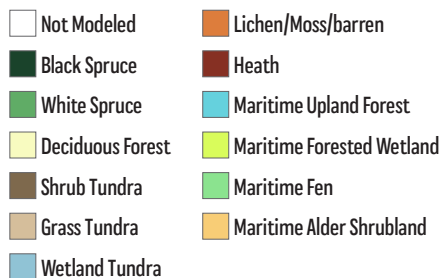 Not Modeled
Black Spruce
White Spruce
Deciduous Forest
Shrub Tundra
Grass Tundra
Wetland Tundra
Lichen/Moss/barren
Heath
Maritime Upland Forest
Maritime Forested Wetland
Maritime Fen
Maritime Alder Shrubland